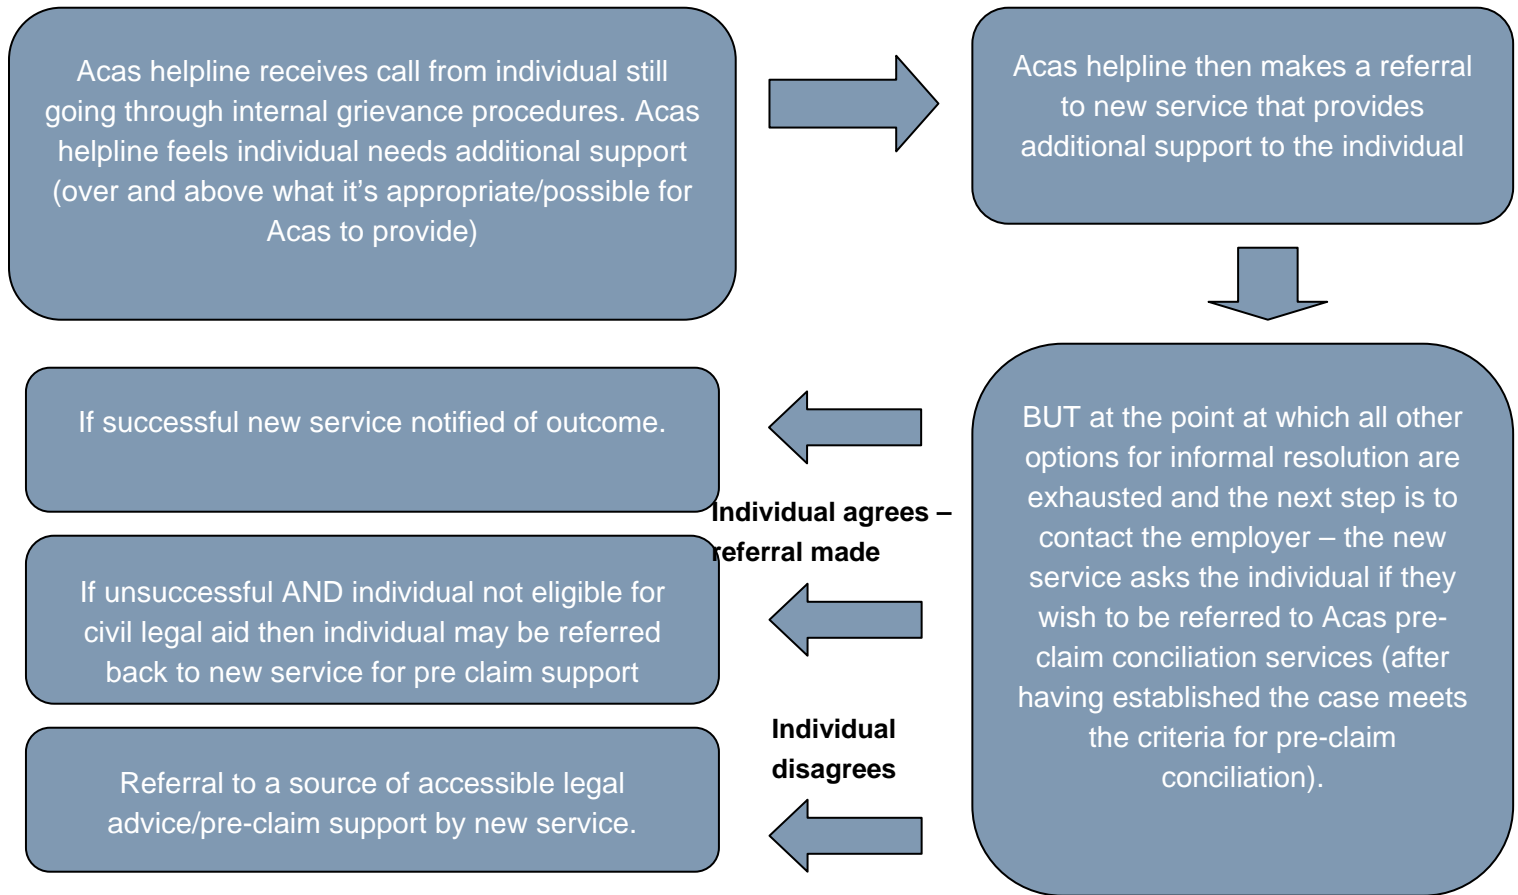 Acas helpline receives call from individual still
going through internal grievance procedures. Acas
helpline feels individual needs additional support
(over and above what it's appropriate/possible for
Acas to provide)
Acas helpline then makes a referral
to new service that provides
additional support to the individual
BUT at the point at which all other
options for informal resolution are
exhausted and the next step is to
contact the employer – the new
service asks the individual if they
wish to be referred to Acas pre-
claim conciliation services (after
having established the case meets
the criteria for pre-claim
conciliation).
Individual agrees –
referral made
If successful new service notified of outcome.
If unsuccessful AND individual not eligible for
civil legal aid then individual may be referred
back to new service for pre claim support
Individual
disagrees
Referral to a source of accessible legal
advice/pre-claim support by new service.